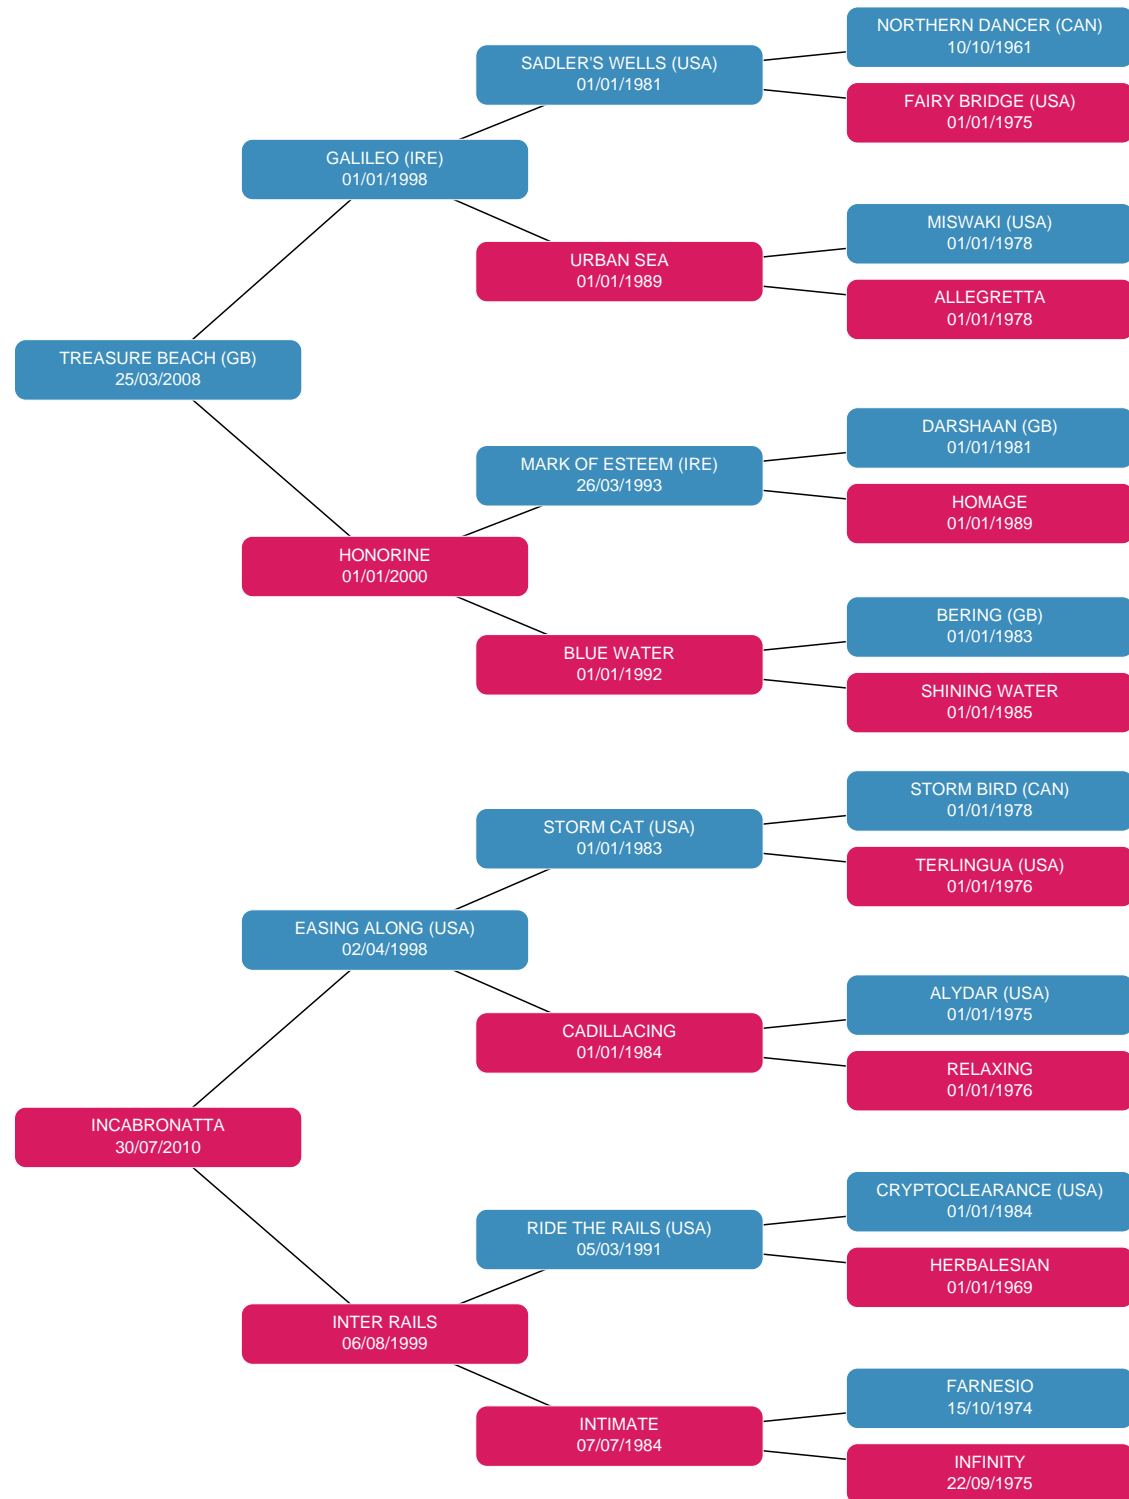 NORTHERN DANCER (CAN)
10/10/1961
SADLER'S WELLS (USA)
01/01/1981
FAIRY BRIDGE (USA)
01/01/1975
GALILEO (IRE)
01/01/1998
MISWAKI (USA)
01/01/1978
URBAN SEA
01/01/1989
ALLEGRETTA
01/01/1978
TREASURE BEACH (GB)
25/03/2008
DARSHAAN (GB)
01/01/1981
MARK OF ESTEEM (IRE)
26/03/1993
HOMAGE
01/01/1989
HONORINE
01/01/2000
BERING (GB)
01/01/1983
BLUE WATER
01/01/1992
SHINING WATER
01/01/1985
STORM BIRD (CAN)
01/01/1978
STORM CAT (USA)
01/01/1983
TERLINGUA (USA)
01/01/1976
EASING ALONG (USA)
02/04/1998
ALYDAR (USA)
01/01/1975
CADILLACING
01/01/1984
RELAXING
01/01/1976
INCABRONATTA
30/07/2010
CRYPTOCLEARANCE (USA)
01/01/1984
RIDE THE RAILS (USA)
05/03/1991
HERBALESIAN
01/01/1969
INTER RAILS
06/08/1999
FARNESIO
15/10/1974
INTIMATE
07/07/1984
INFINITY
22/09/1975